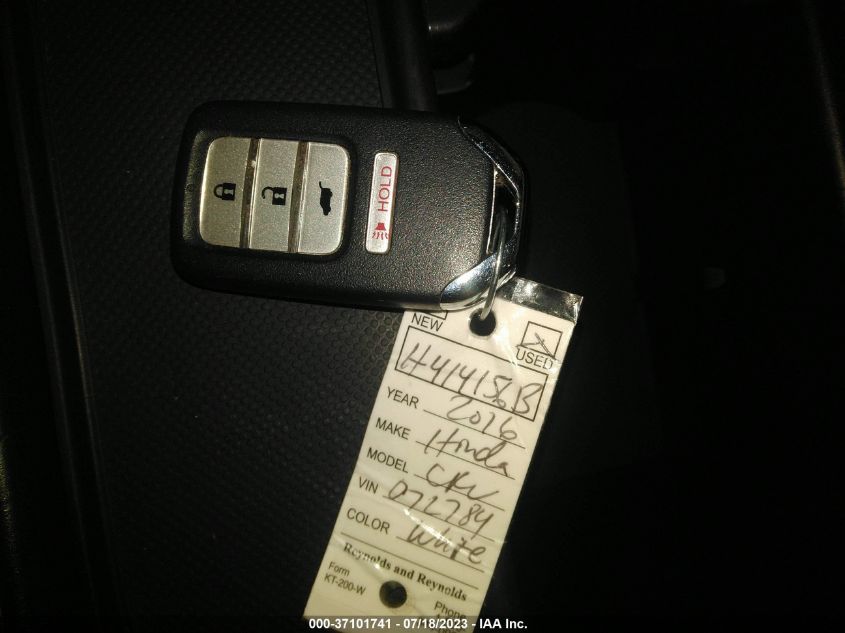 HOLD
NEW
USED
H414156B
YEAR 2016
MAKE Honda
MODEL CRV
VIN 072784
COLOR White
Reynolds and Reynolds
Form
KT-200-W
Phone
000-37101741 - 07/18/2023 - IAA Inc.